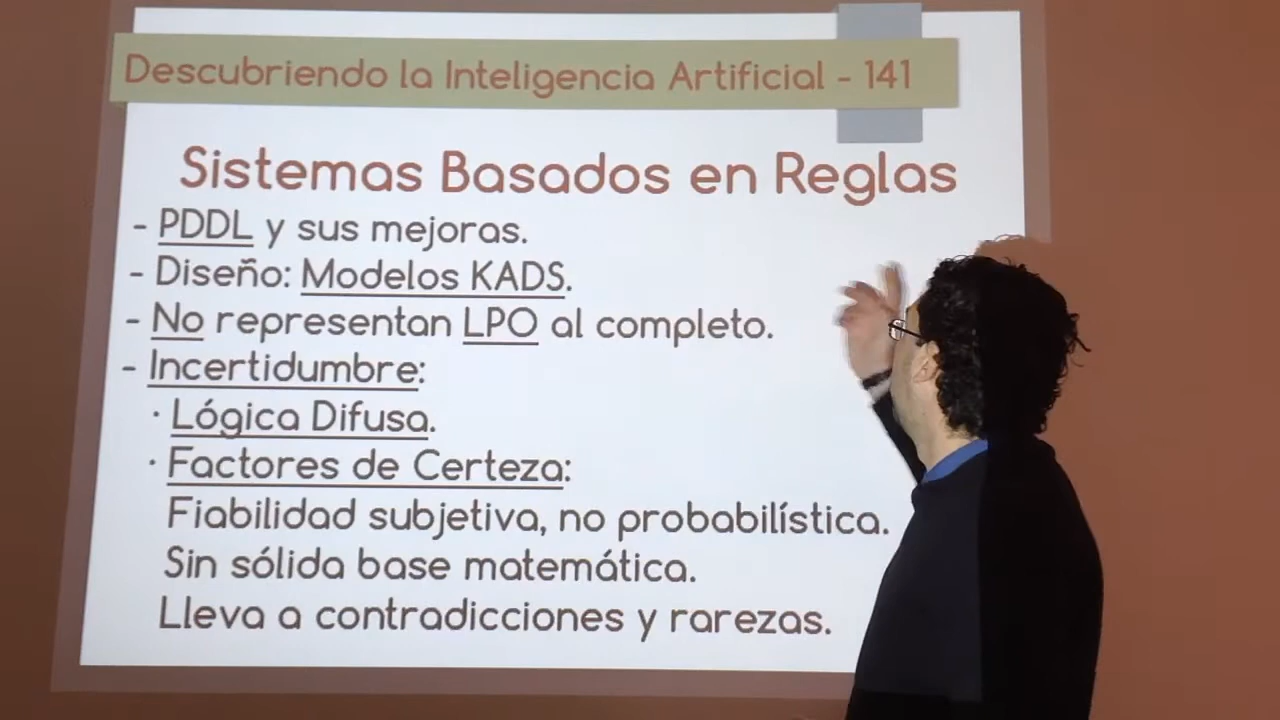 Descubriendo la Inteligencia Artificial - 141
Sistemas Basados en Reglas
- PDDL y sus mejoras.
- Diseño: Modelos KADS.
- No representan LPO al completo.
- Incertidumbre:
· Lógica Difusa.
· Factores de Certeza:
Fiabilidad subjetiva, no probabilística.
Sin sólida base matemática.
Lleva a contradicciones y rarezas.